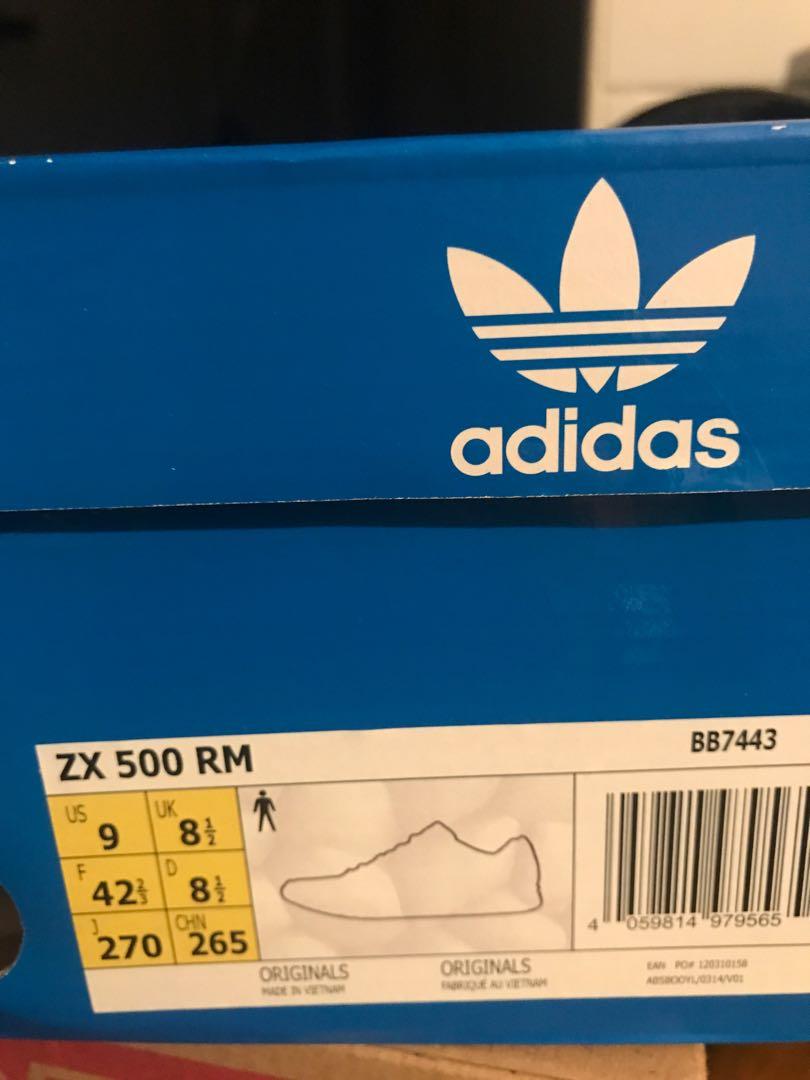 adidas
ZX 500 RM
BB7443
US 9 UK 8½
F 42⅔ D 8½
J 270 CHN 265
4 059814 979565
ORIGINALS ORIGINALS
MADE IN VIETNAM FABRIQUÉ AU VIETNAM
EAN PO# 120310158